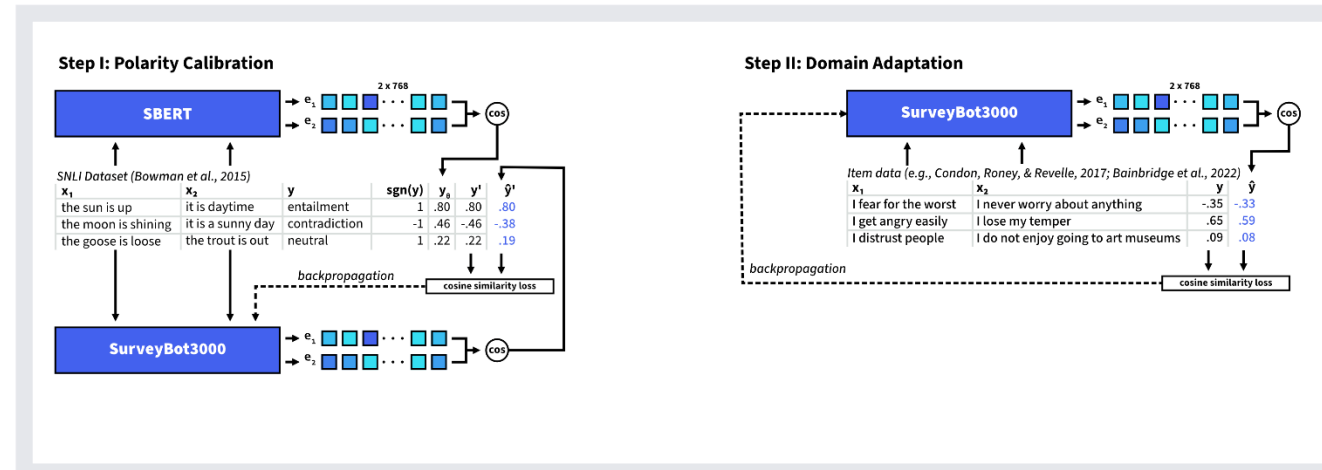 Step I: Polarity Calibration
2 x 768
SBERT
e₁
e₂
cos
SNLI Dataset (Bowman et al., 2015)
x₁ x₂ y sgn(y) y₀ y' ŷ'
the sun is up it is daytime entailment 1 .80 .80 .80
the moon is shining it is a sunny day contradiction -1 .46 -.46 -.38
the goose is loose the trout is out neutral 1 .22 .22 .19
backpropagation
cosine similarity loss
SurveyBot3000
e₁
e₂
cos
Step II: Domain Adaptation
2 x 768
SurveyBot3000
e₁
e₂
cos
Item data (e.g., Condon, Roney, & Revelle, 2017; Bainbridge et al., 2022)
x₁ x₂ y ŷ
I fear for the worst I never worry about anything -.35 -.33
I get angry easily I lose my temper .65 .59
I distrust people I do not enjoy going to art museums .09 .08
backpropagation
cosine similarity loss